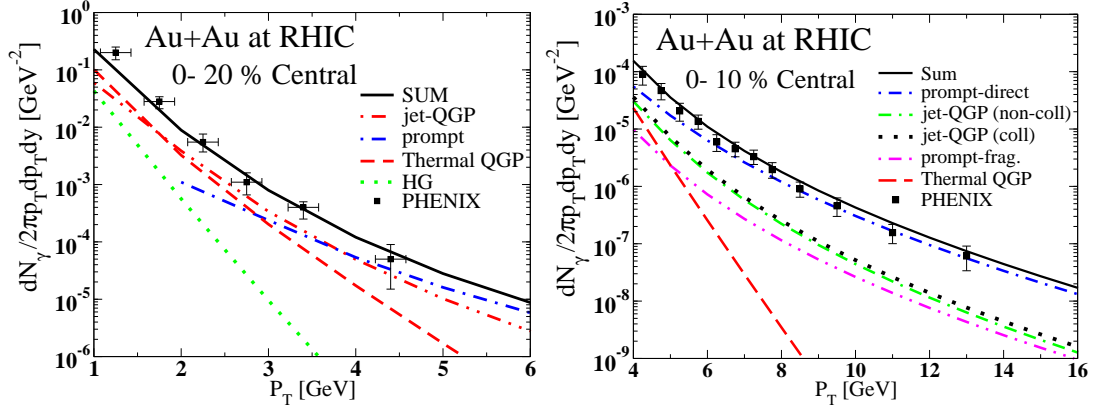 Au+Au at RHIC
0- 20 % Central
SUM
jet-QGP
prompt
Thermal QGP
HG
PHENIX
dN_γ/2πp_Tdp_Tdy [GeV^-2]
10^0
10^-1
10^-2
10^-3
10^-4
10^-5
10^-6
1 2 3 4 5 6
P_T [GeV]
Au+Au at RHIC
0- 10 % Central
Sum
prompt-direct
jet-QGP (non-coll)
jet-QGP (coll)
prompt-frag.
Thermal QGP
PHENIX
dN_γ/2πp_Tdp_Tdy [GeV^-2]
10^-3
10^-4
10^-5
10^-6
10^-7
10^-8
10^-9
4 6 8 10 12 14 16
P_T [GeV]